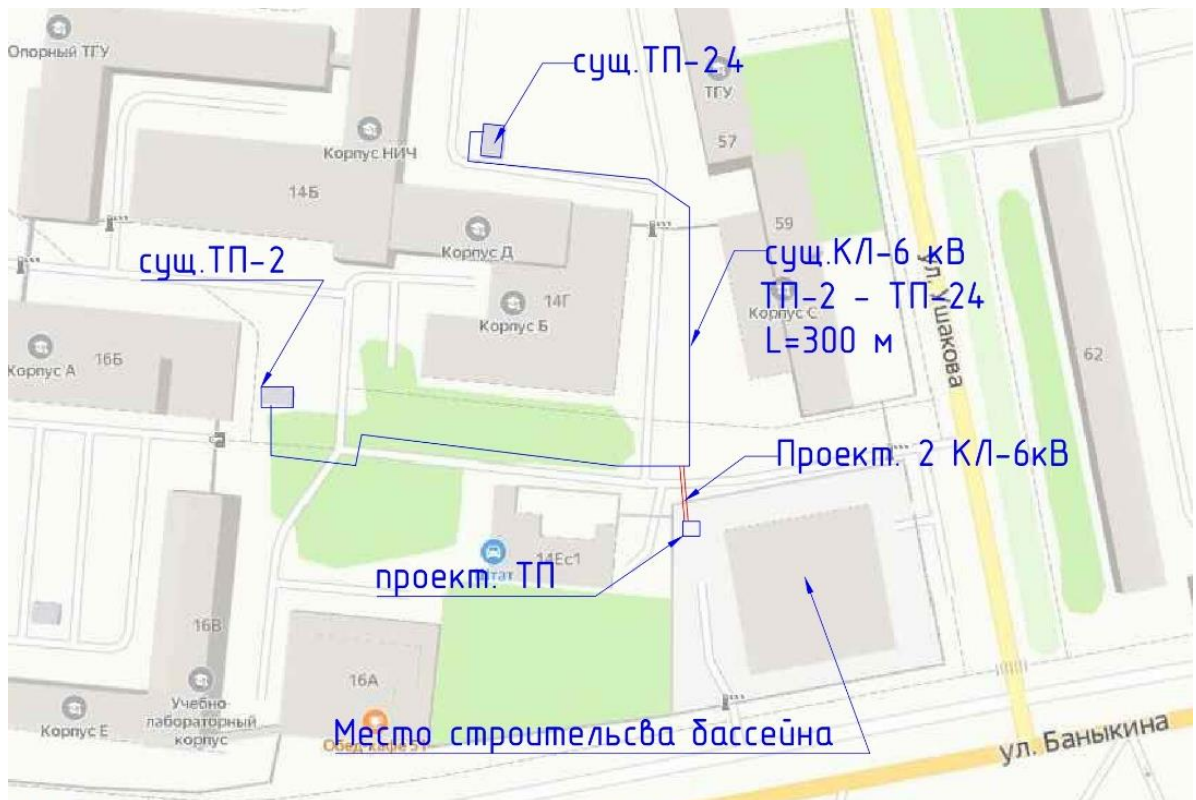 Опорный ТГУ
сущ.ТП-24
ТГУ
57
Корпус НИЧ
14Б
59
Корпус Д
сущ.ТП-2
сущ.КЛ-6 кВ
ТП-2 - ТП-24
L=300 м
14Г
Корпус Б
Корпус С
ул. Ушакова
16Б
Корпус А
62
Проект. 2 КЛ-6кВ
14Ес1
проект. ТП
16В
16А
Учебно
лабораторный
корпус
Корпус Е
Место строительсва бассейна
ул. Баныкина